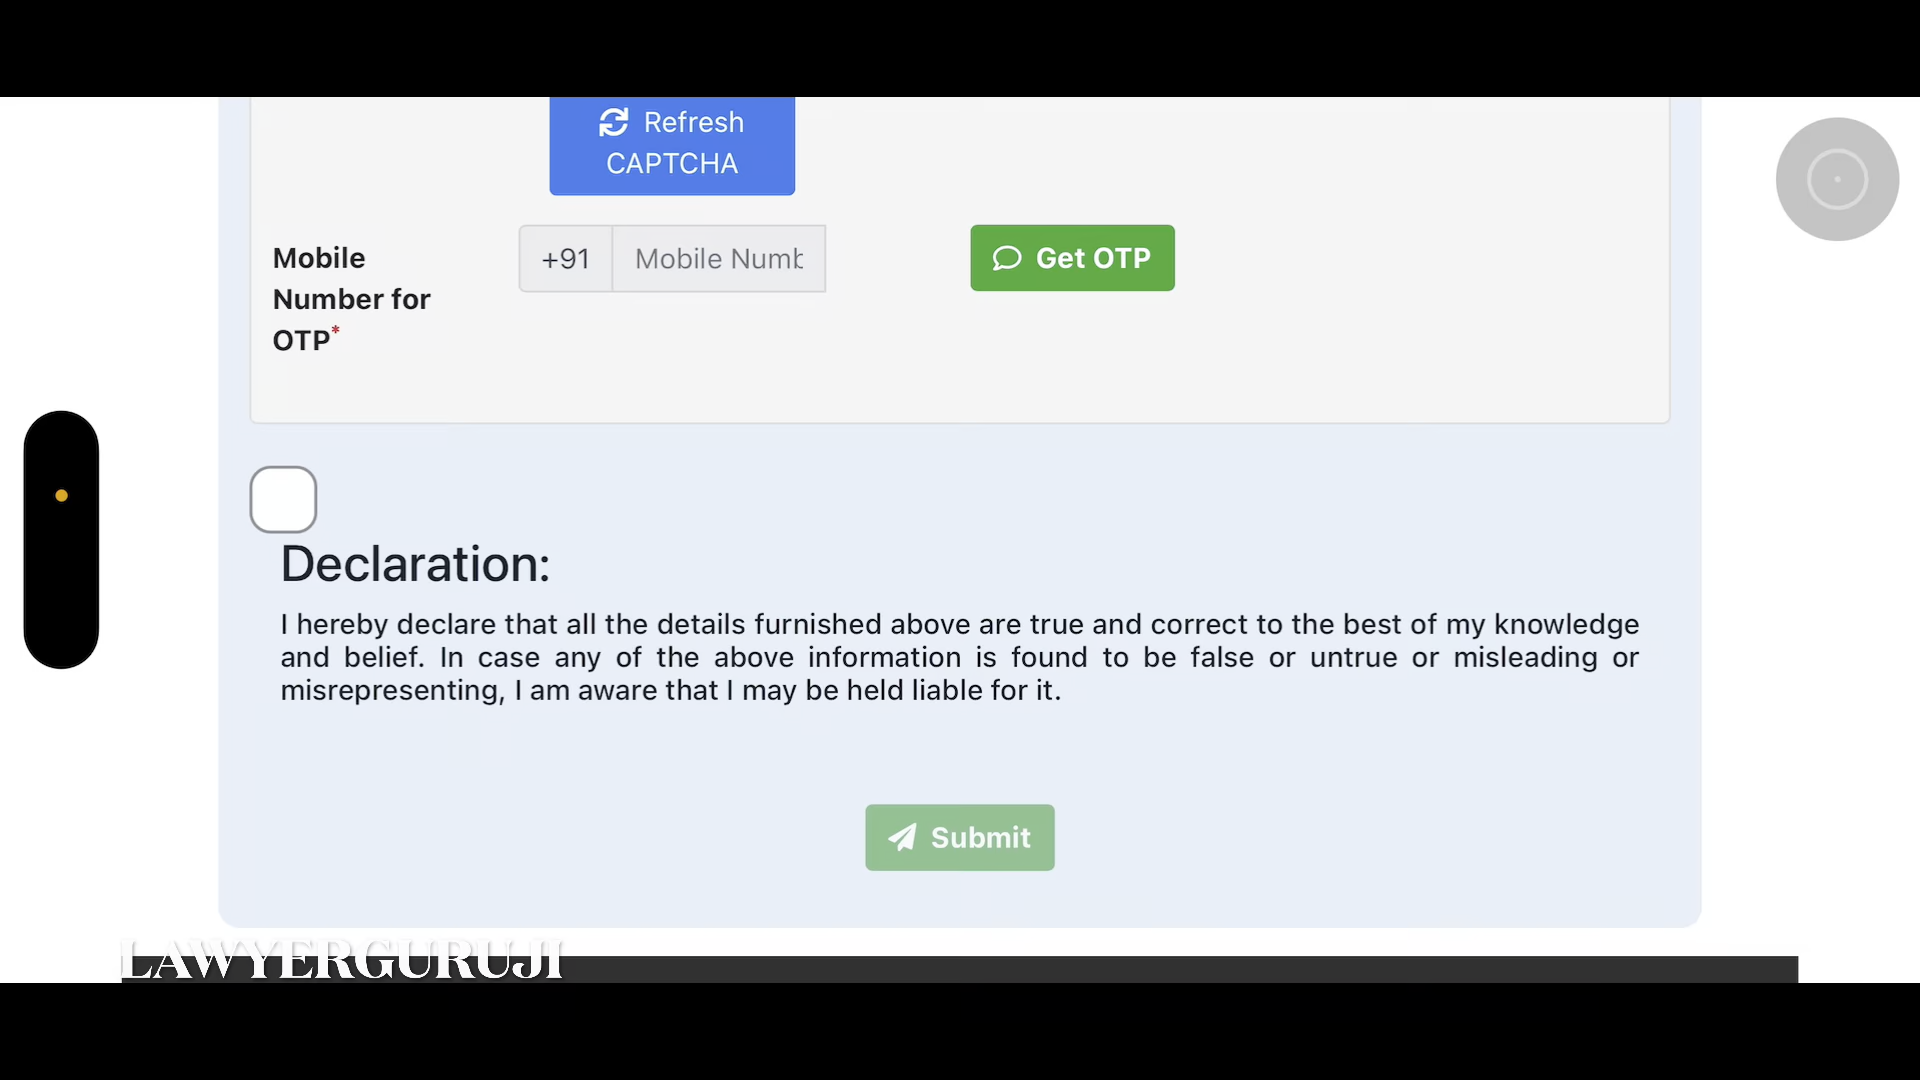 Refresh
CAPTCHA
Mobile
Number for
OTP*
+91
Mobile Numb
Get OTP
Declaration:
I hereby declare that all the details furnished above are true and correct to the best of my knowledge
and belief. In case any of the above information is found to be false or untrue or misleading or
misrepresenting, I am aware that I may be held liable for it.
Submit
LAWYERGURUJI